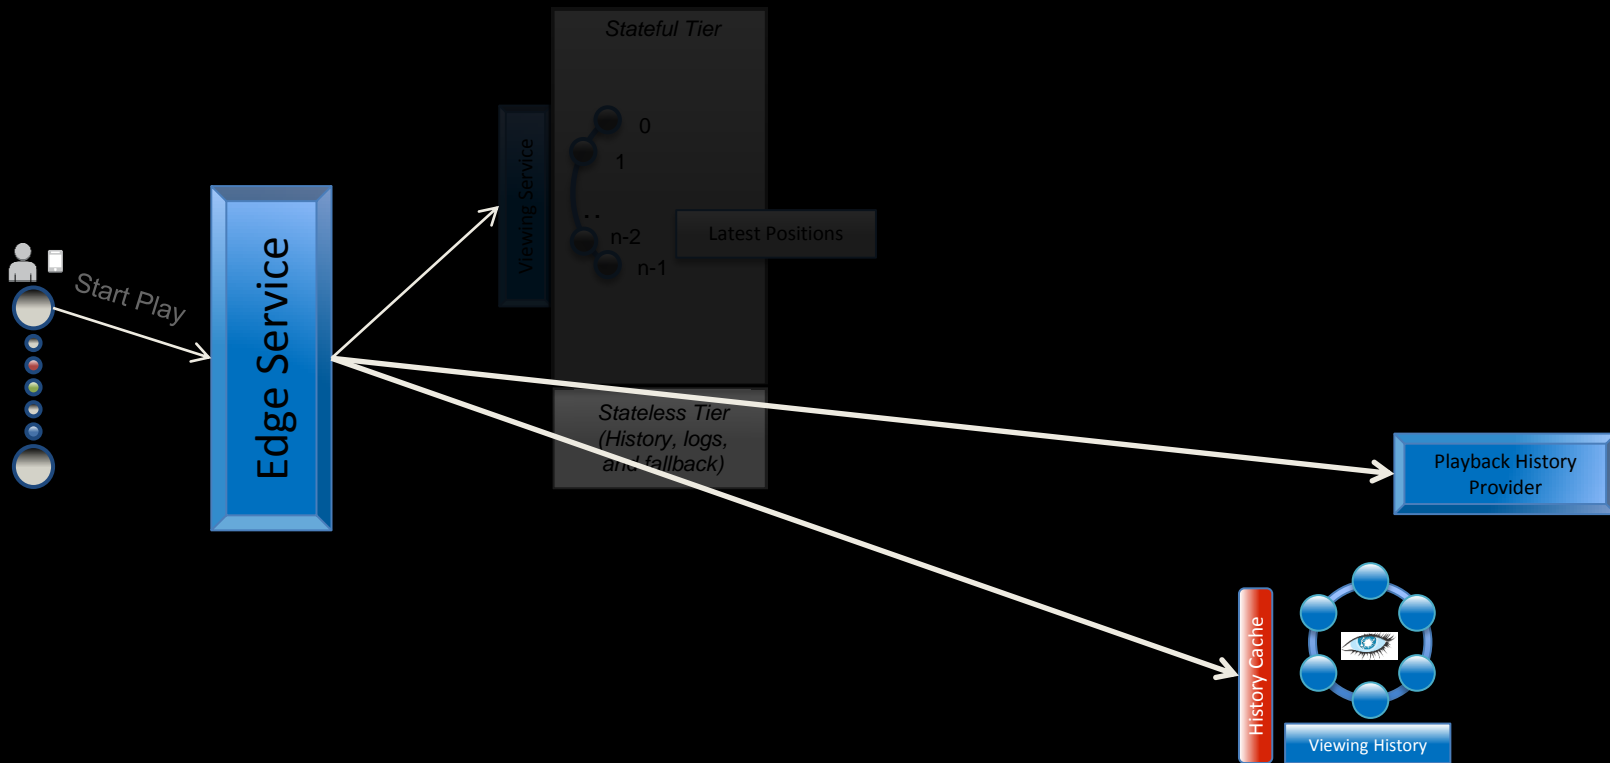 Stateful Tier
0
1
..
n-2
n-1
Viewing Service
Latest Positions
Start Play
Edge Service
Stateless Tier
(History, logs,
and fallback)
Playback History
Provider
History Cache
Viewing History